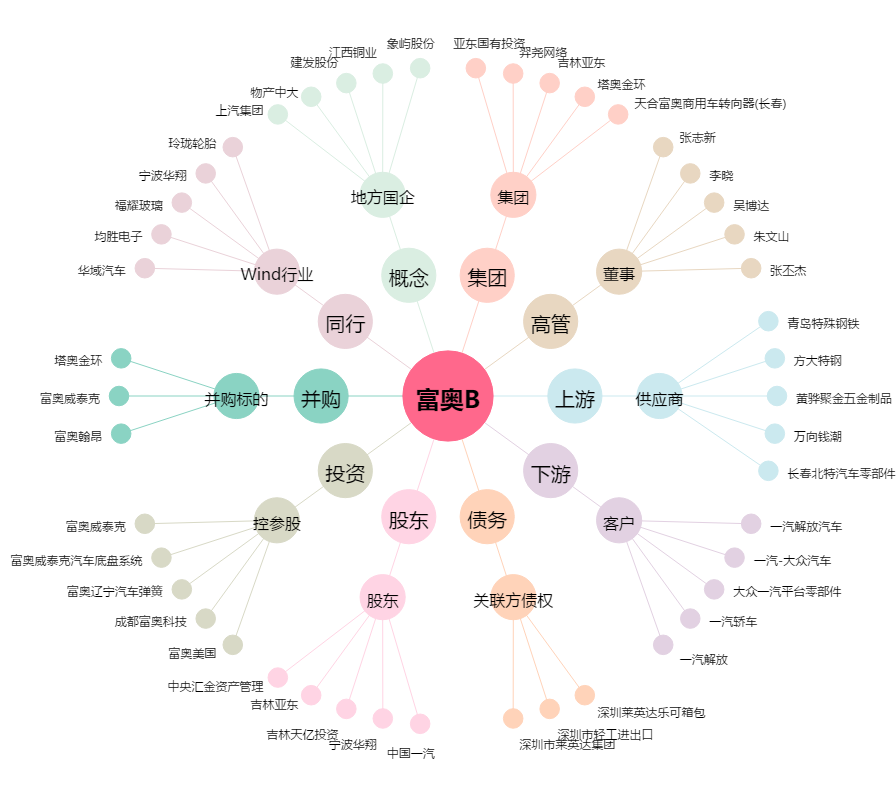 象屿股份
亚东国有投资
江西铜业
羿尧网络
建发股份
吉林亚东
物产中大
塔奥金环
上汽集团
天合富奥商用车转向器(长春)
玲珑轮胎
张志新
宁波华翔
李晓
福耀玻璃
地方国企
集团
吴博达
均胜电子
朱文山
华域汽车
Wind行业
概念
集团
董事
张丕杰
同行
高管
青岛特殊钢铁
塔奥金环
方大特钢
富奥威泰克
并购标的
并购
富奥B
上游
供应商
黄骅聚金五金制品
富奥翰昂
万向钱潮
投资
下游
长春北特汽车零部件
富奥威泰克
控参股
股东
债务
客户
一汽解放汽车
富奥威泰克汽车底盘系统
一汽-大众汽车
富奥辽宁汽车弹簧
股东
关联方债权
大众一汽平台零部件
成都富奥科技
一汽轿车
富奥美国
一汽解放
中央汇金资产管理
吉林亚东
深圳莱英达乐可箱包
吉林天亿投资
深圳市轻工进出口
宁波华翔
深圳市莱英达集团
中国一汽